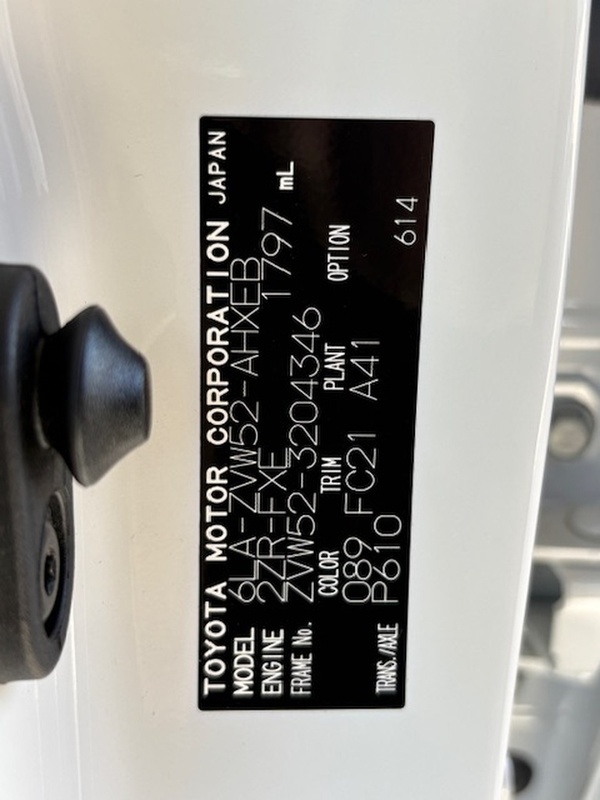 TOYOTA MOTOR CORPORATION JAPAN
MODEL 6LA-ZVW52-AHXEB
ENGINE 2ZR-FXE 1797 mL
FRAME No. ZVW52-3204346
COLOR TRIM PLANT OPTION
089 FC21 A41
TRANS./AXLE P610 614